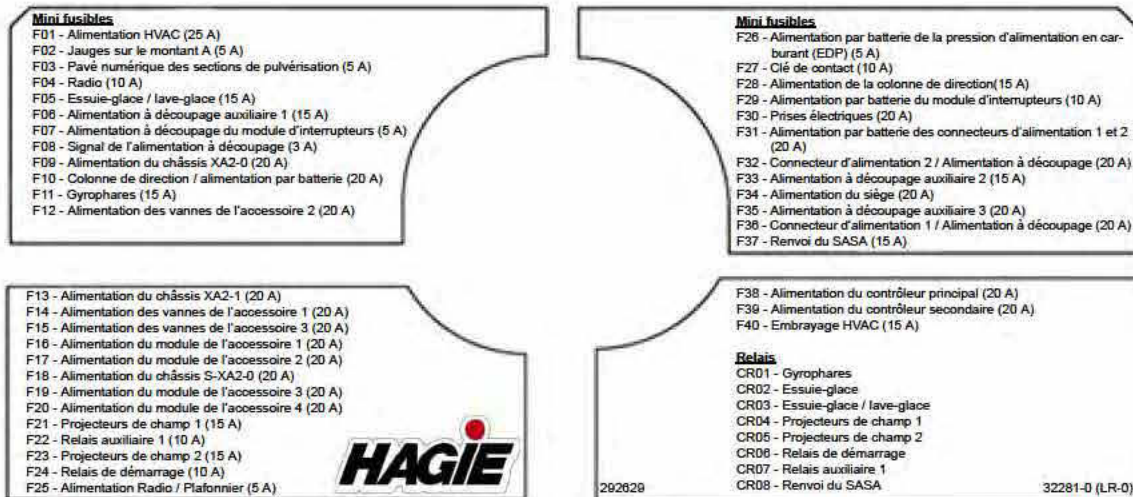 Mini fusibles
F01 - Alimentation HVAC (25 A)
F02 - Jauges sur le montant A (5 A)
F03 - Pavé numérique des sections de pulvérisation (5 A)
F04 - Radio (10 A)
F05 - Essuie-glace / lave-glace (15 A)
F06 - Alimentation à découpage auxiliaire 1 (15 A)
F07 - Alimentation à découpage du module d'interrupteurs (5 A)
F08 - Signal de l'alimentation à découpage (3 A)
F09 - Alimentation du châssis XA2-0 (20 A)
F10 - Colonne de direction / alimentation par batterie (20 A)
F11 - Gyrophares (15 A)
F12 - Alimentation des vannes de l'accessoire 2 (20 A)
F13 - Alimentation du châssis XA2-1 (20 A)
F14 - Alimentation des vannes de l'accessoire 1 (20 A)
F15 - Alimentation des vannes de l'accessoire 3 (20 A)
F16 - Alimentation du module de l'accessoire 1 (20 A)
F17 - Alimentation du module de l'accessoire 2 (20 A)
F18 - Alimentation du châssis S-XA2-0 (20 A)
F19 - Alimentation du module de l'accessoire 3 (20 A)
F20 - Alimentation du module de l'accessoire 4 (20 A)
F21 - Projecteurs de champ 1 (15 A)
F22 - Relais auxiliaire 1 (10 A)
F23 - Projecteurs de champ 2 (15 A)
F24 - Relais de démarrage (10 A)
F25 - Alimentation Radio / Plafonnier (5 A)
HAGIE
Mini fusibles
F26 - Alimentation par batterie de la pression d'alimentation en car-
burant (EDP) (5 A)
F27 - Clé de contact (10 A)
F28 - Alimentation de la colonne de direction(15 A)
F29 - Alimentation par batterie du module d'interrupteurs (10 A)
F30 - Prises électriques (20 A)
F31 - Alimentation par batterie des connecteurs d'alimentation 1 et 2
(20 A)
F32 - Connecteur d'alimentation 2 / Alimentation à découpage (20 A)
F33 - Alimentation à découpage auxiliaire 2 (15 A)
F34 - Alimentation du siège (20 A)
F35 - Alimentation à découpage auxiliaire 3 (20 A)
F36 - Connecteur d'alimentation 1 / Alimentation à découpage (20 A)
F37 - Renvoi du SASA (15 A)
F38 - Alimentation du contrôleur principal (20 A)
F39 - Alimentation du contrôleur secondaire (20 A)
F40 - Embrayage HVAC (15 A)
Relais
CR01 - Gyrophares
CR02 - Essuie-glace
CR03 - Essuie-glace / lave-glace
CR04 - Projecteurs de champ 1
CR05 - Projecteurs de champ 2
CR06 - Relais de démarrage
CR07 - Relais auxiliaire 1
CR08 - Renvoi du SASA
292629
32281-0 (LR-0)